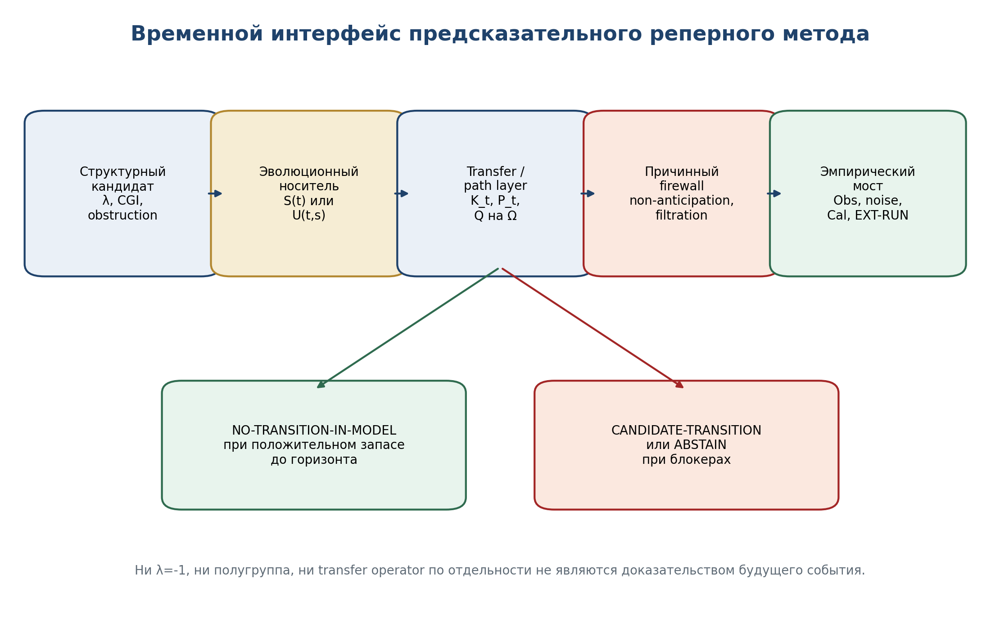 Временной интерфейс предсказательного реперного метода
Структурный
кандидат
λ, CGI,
obstruction
Эволюционный
носитель
S(t) или
U(t,s)
Transfer /
path layer
K_t, P_t,
Q на Ω
Причинный
firewall
non-anticipation,
filtration
Эмпирический
мост
Obs, noise,
Cal, EXT-RUN
NO-TRANSITION-IN-MODEL
при положительном запасе
до горизонта
CANDIDATE-TRANSITION
или ABSTAIN
при блокерах
Ни λ=-1, ни полугруппа, ни transfer operator по отдельности не являются доказательством будущего события.